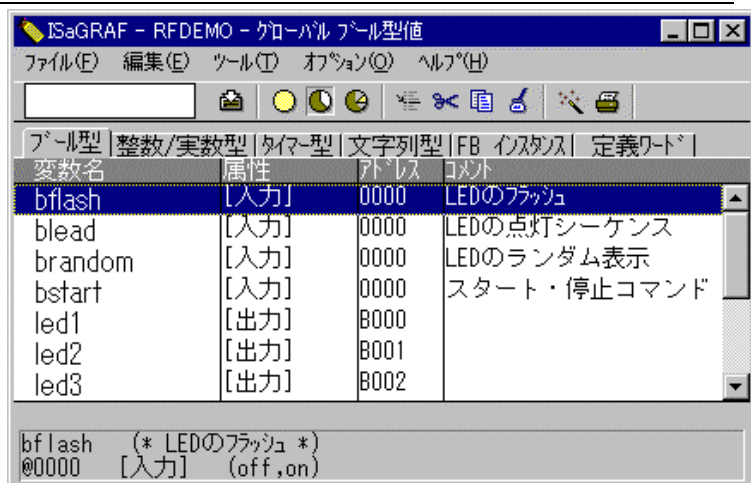 ISaGRAF - RFDEMO - ｸﾞﾛｰﾊﾞﾙ ﾌﾞｰﾙ型値
ﾌｧｲﾙ(F) 編集(E) ﾂｰﾙ(T) ｵﾌﾟｼｮﾝ(O) ﾍﾙﾌﾟ(H)
ﾌﾞｰﾙ型 整数/実数型 ﾀｲﾏｰ型 文字列型 FB ｲﾝｽﾀﾝｽ 定義ﾜｰﾄﾞ
変数名 属性 ｱﾄﾞﾚｽ ｺﾒﾝﾄ
bflash [入力] 0000 LEDのﾌﾗｯｼｭ
blead [入力] 0000 LEDの点灯シーケンス
brandom [入力] 0000 LEDのランダム表示
bstart [入力] 0000 スタート・停止コマンド
led1 [出力] B000
led2 [出力] B001
led3 [出力] B002
bflash (* LEDのﾌﾗｯｼｭ *)
@0000 [入力] (off,on)